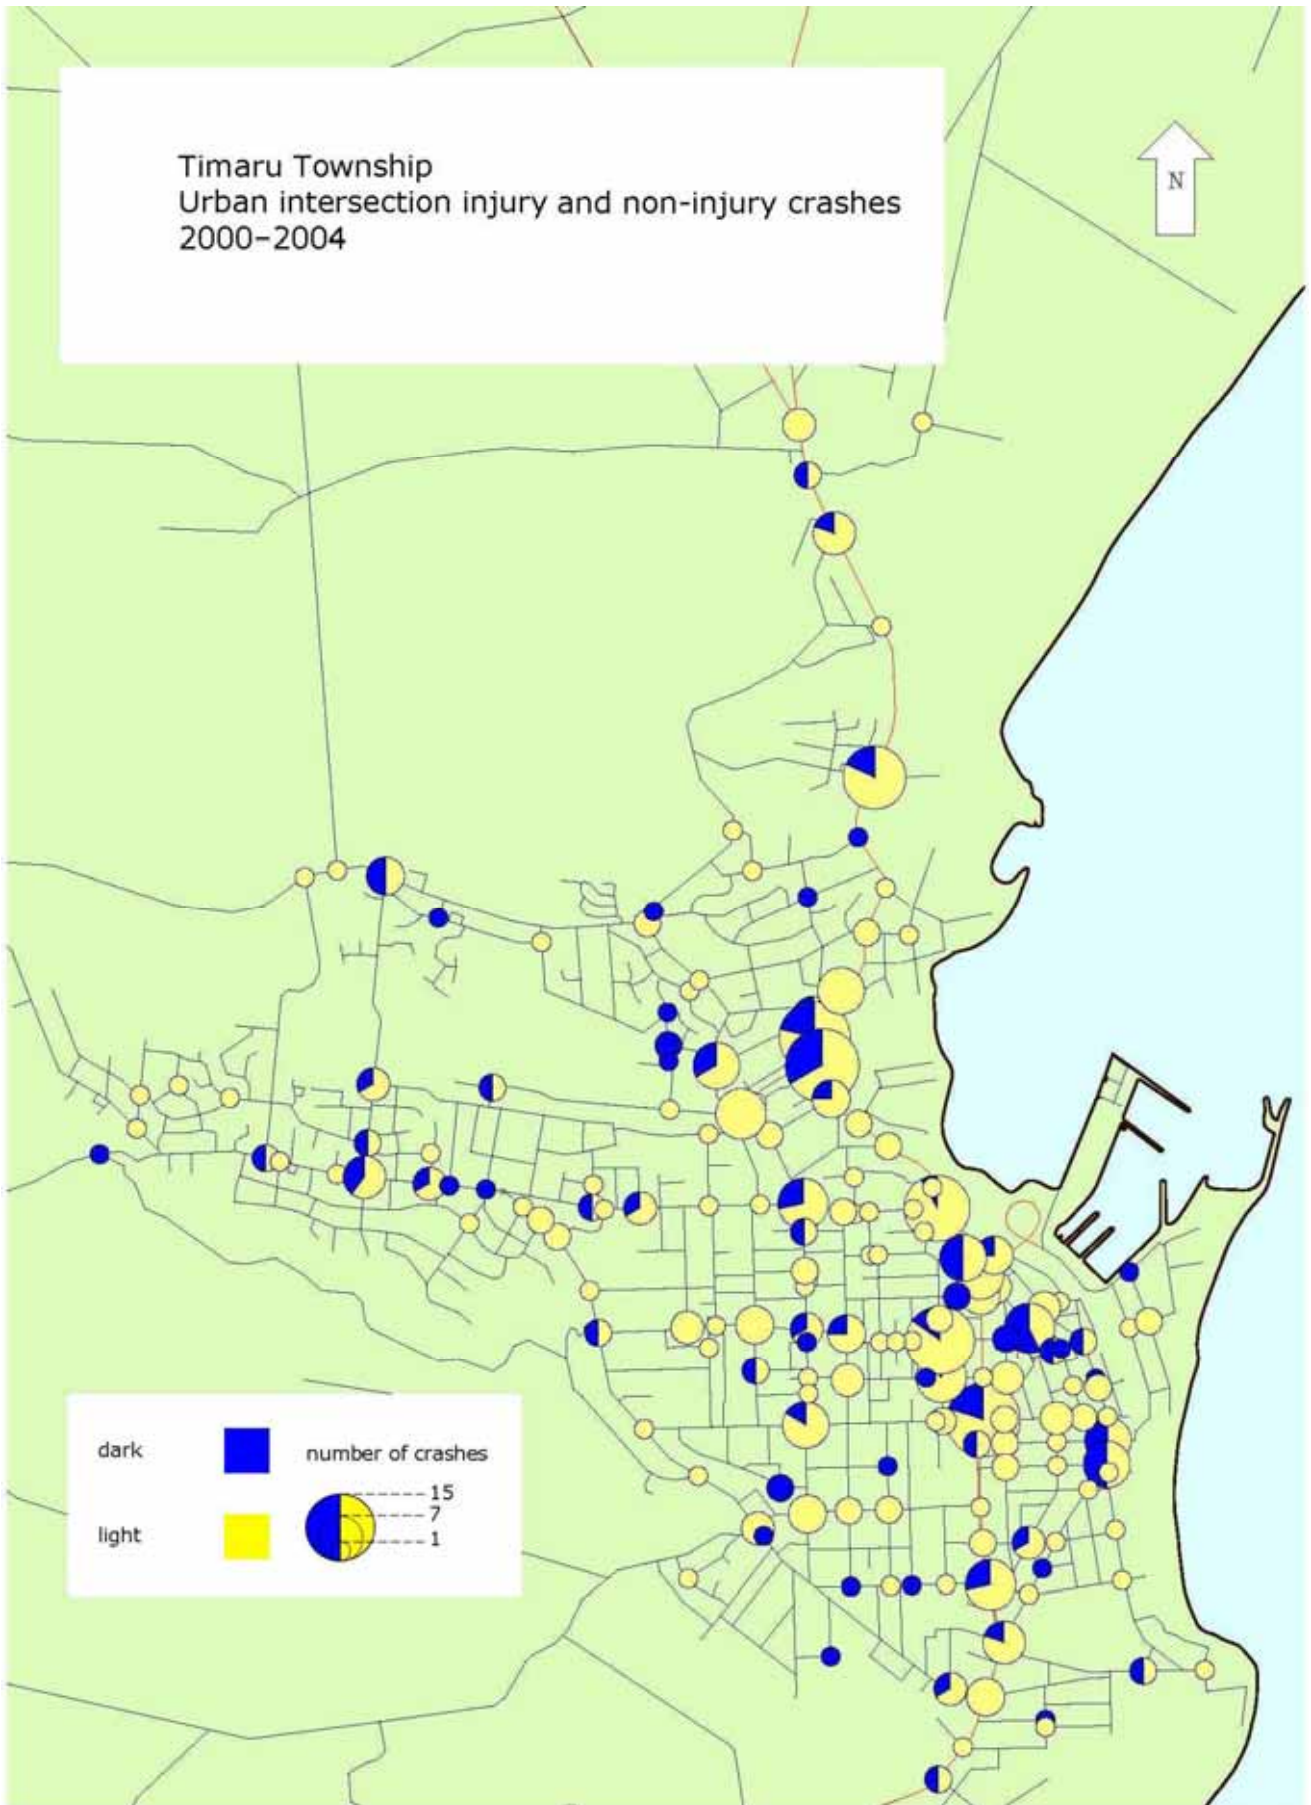 Timaru Township
Urban intersection injury and non-injury crashes
2000–2004
N
dark
number of crashes
15
7
1
light